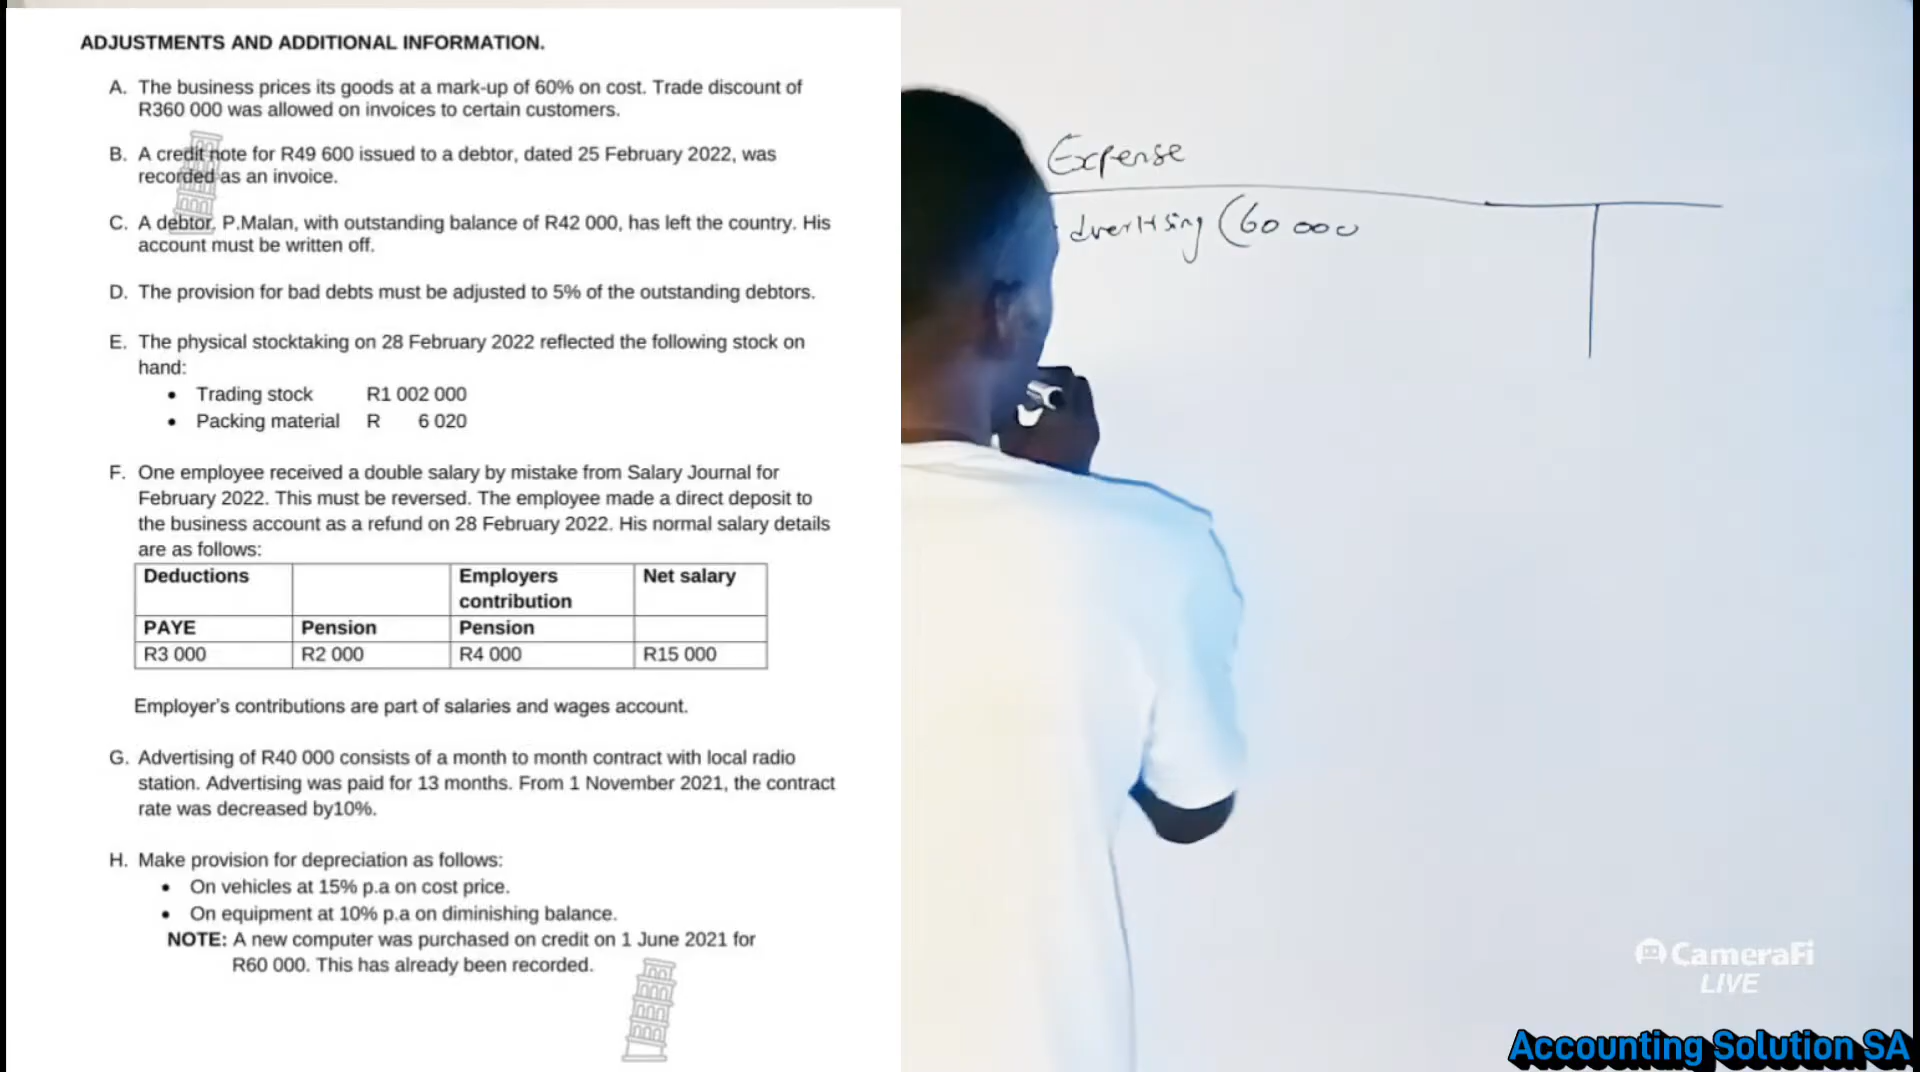 ADJUSTMENTS AND ADDITIONAL INFORMATION.
A. The business prices its goods at a mark-up of 60% on cost. Trade discount of
R360 000 was allowed on invoices to certain customers.
B. A credit note for R49 600 issued to a debtor, dated 25 February 2022, was
recorded as an invoice.
C. A debtor, P.Malan, with outstanding balance of R42 000, has left the country. His
account must be written off.
D. The provision for bad debts must be adjusted to 5% of the outstanding debtors.
E. The physical stocktaking on 28 February 2022 reflected the following stock on
hand:
• Trading stock R1 002 000
• Packing material R 6 020
F. One employee received a double salary by mistake from Salary Journal for
February 2022. This must be reversed. The employee made a direct deposit to
the business account as a refund on 28 February 2022. His normal salary details
are as follows:
Deductions Employers contribution Net salary
PAYE Pension Pension
R3 000 R2 000 R4 000 R15 000
Employer's contributions are part of salaries and wages account.
G. Advertising of R40 000 consists of a month to month contract with local radio
station. Advertising was paid for 13 months. From 1 November 2021, the contract
rate was decreased by10%.
H. Make provision for depreciation as follows:
• On vehicles at 15% p.a on cost price.
• On equipment at 10% p.a on diminishing balance.
NOTE: A new computer was purchased on credit on 1 June 2021 for
R60 000. This has already been recorded.
Expense
dvertising (60 000
CameraFi
LIVE
Accounting Solution SA